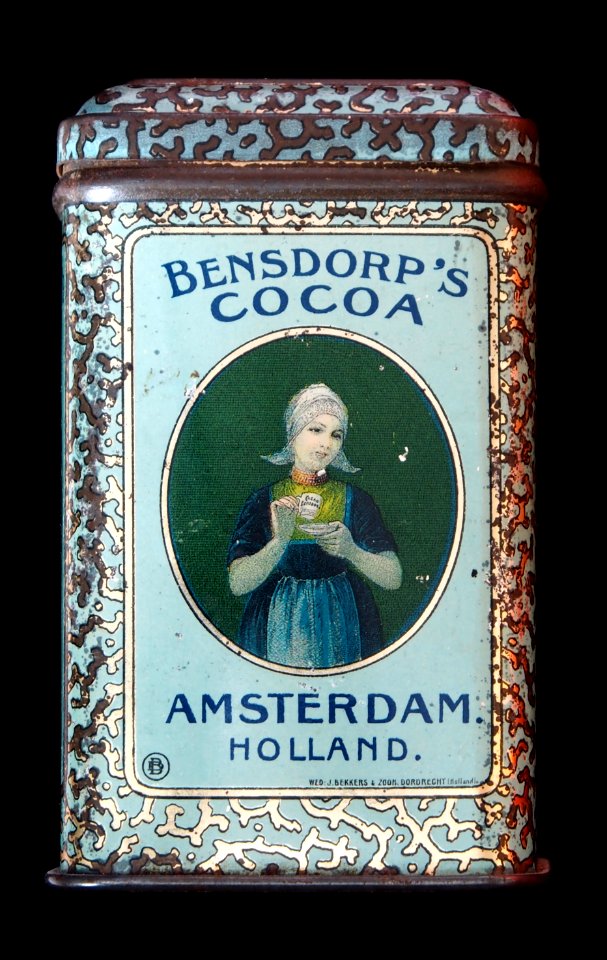 BENSDORP'S
COCOA
AMSTERDAM.
HOLLAND.
B
WED. J. BEKKERS & ZOON. DORDRECHT (Holland)